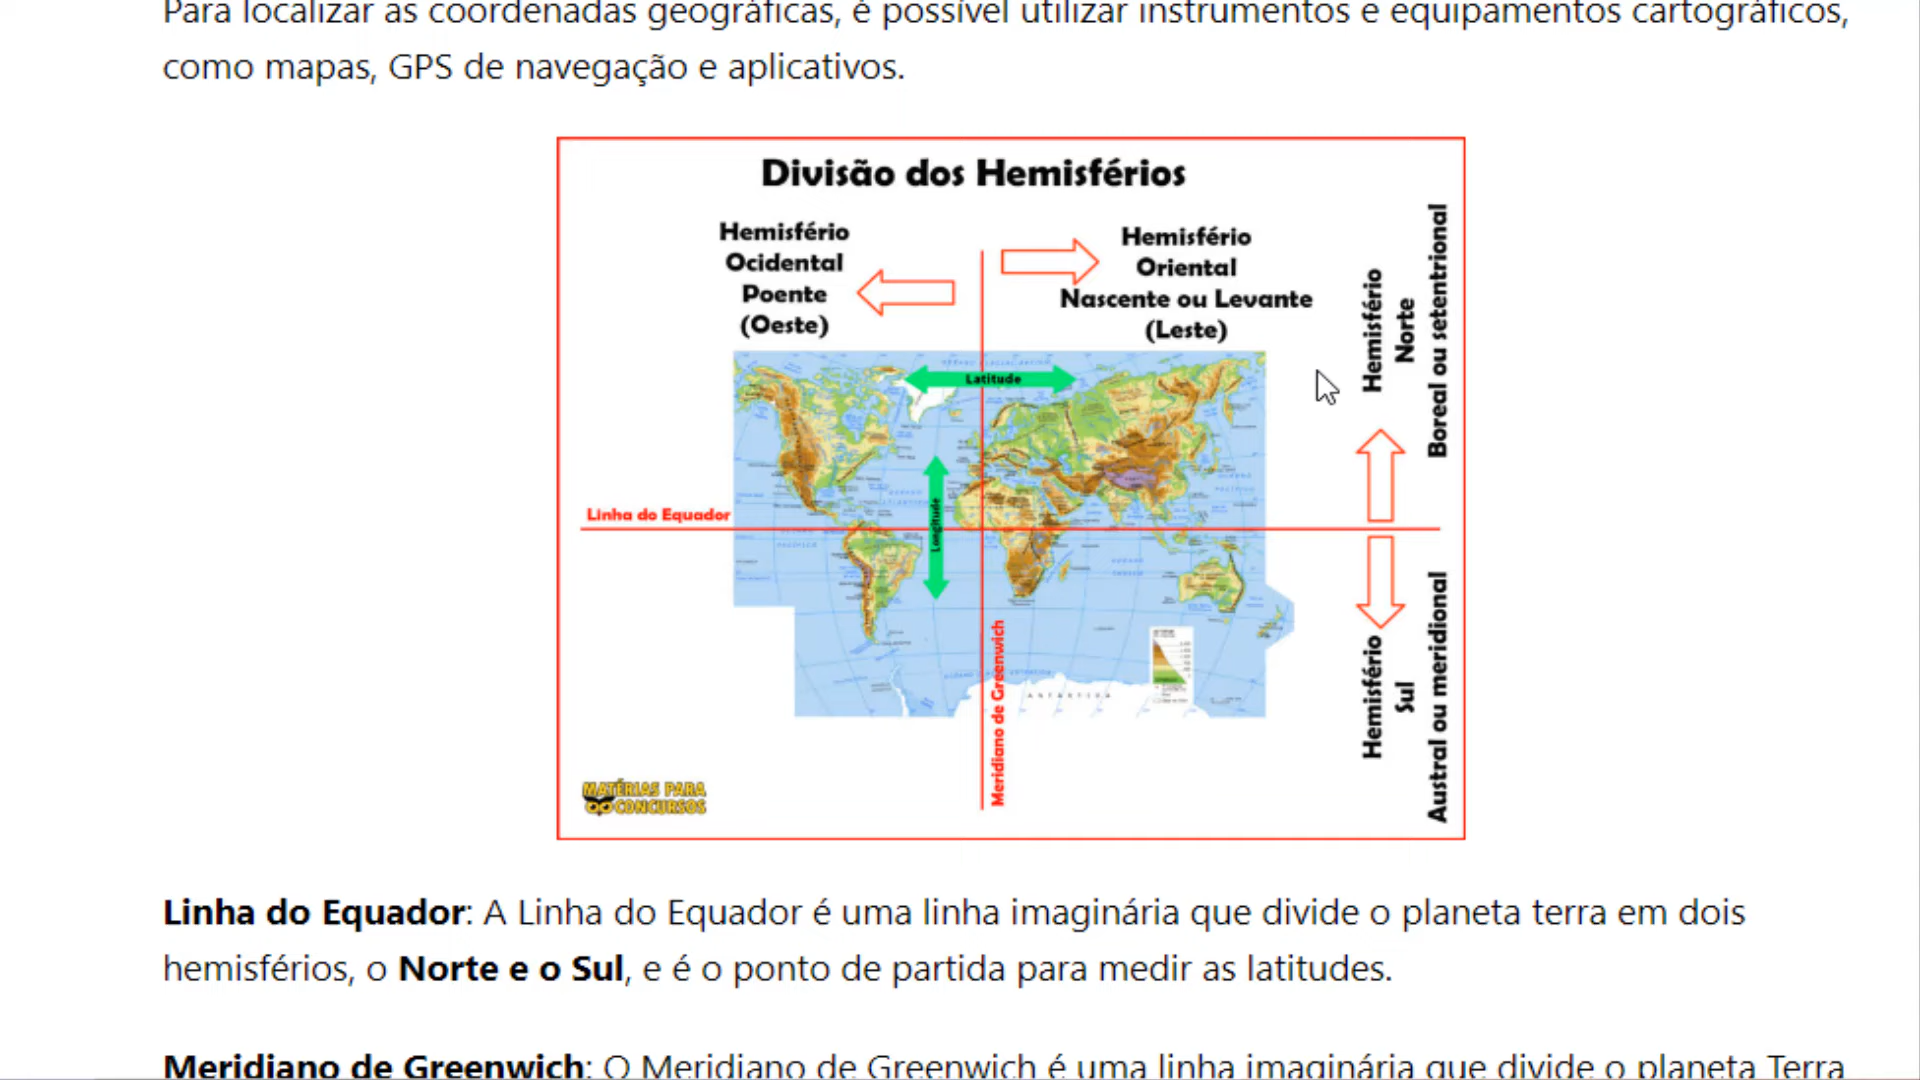 Para localizar as coordenadas geográficas, é possível utilizar instrumentos e equipamentos cartográficos,
como mapas, GPS de navegação e aplicativos.
Divisão dos Hemisférios
Hemisfério
Ocidental
Poente
(Oeste)
Hemisfério
Oriental
Nascente ou Levante
(Leste)
Hemisfério
Norte
Boreal ou setentrional
Latitude
Longitude
Linha do Equador
Meridiano de Greenwich
ANTÁRTIDA
Hemisfério
Sul
Austral ou meridional
MATÉRIAS PARA
CONCURSOS
Linha do Equador: A Linha do Equador é uma linha imaginária que divide o planeta terra em dois
hemisférios, o Norte e o Sul, e é o ponto de partida para medir as latitudes.
Meridiano de Greenwich: O Meridiano de Greenwich é uma linha imaginária que divide o planeta Terra